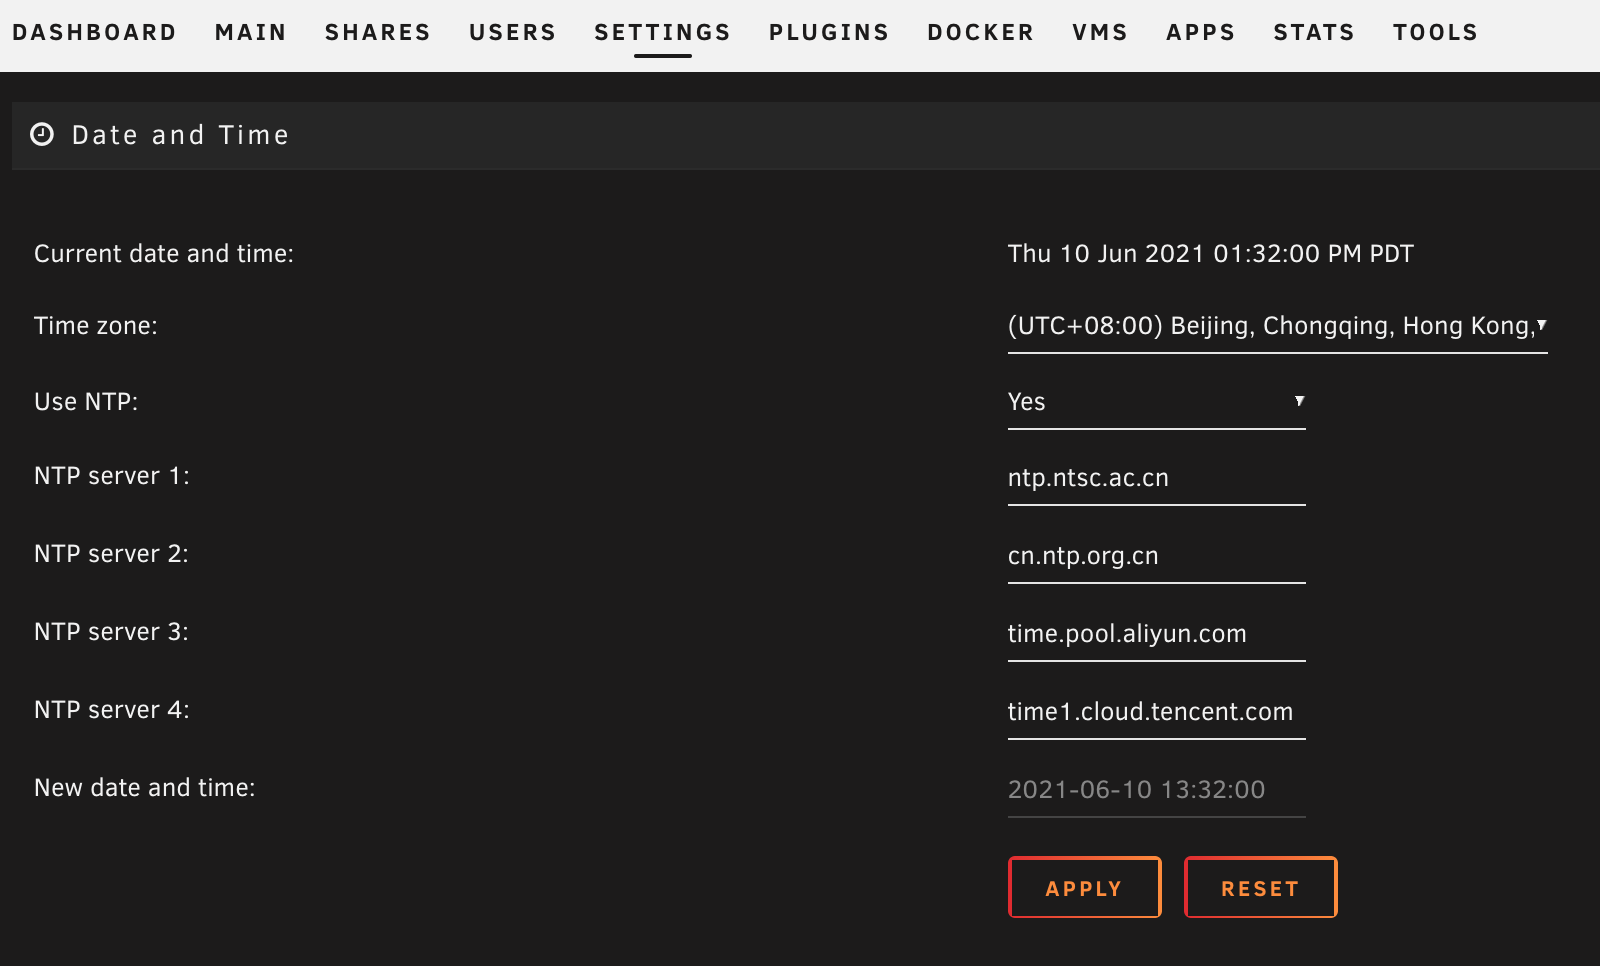 DASHBOARD MAIN SHARES USERS SETTINGS PLUGINS DOCKER VMS APPS STATS TOOLS
Date and Time
Current date and time: Thu 10 Jun 2021 01:32:00 PM PDT
Time zone: (UTC+08:00) Beijing, Chongqing, Hong Kong,
Use NTP: Yes
NTP server 1: ntp.ntsc.ac.cn
NTP server 2: cn.ntp.org.cn
NTP server 3: time.pool.aliyun.com
NTP server 4: time1.cloud.tencent.com
New date and time: 2021-06-10 13:32:00
APPLY RESET